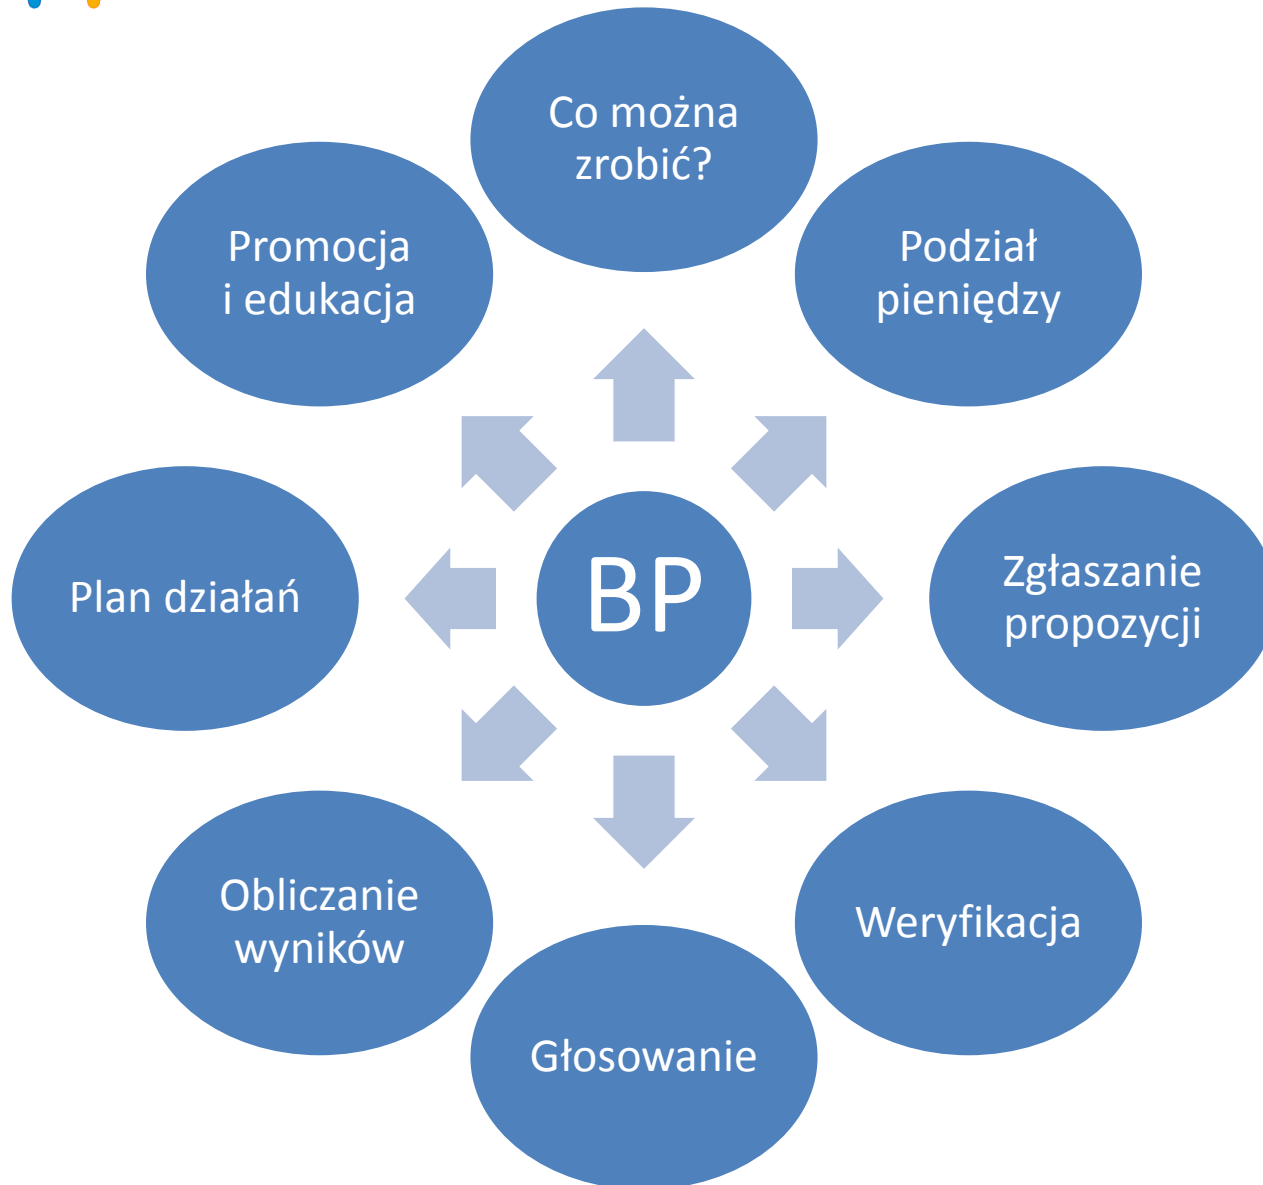 Co można
zrobić?
Podział
pieniędzy
Zgłaszanie
propozycji
Weryfikacja
Głosowanie
Obliczanie
wyników
Plan działań
Promocja
i edukacja
BP